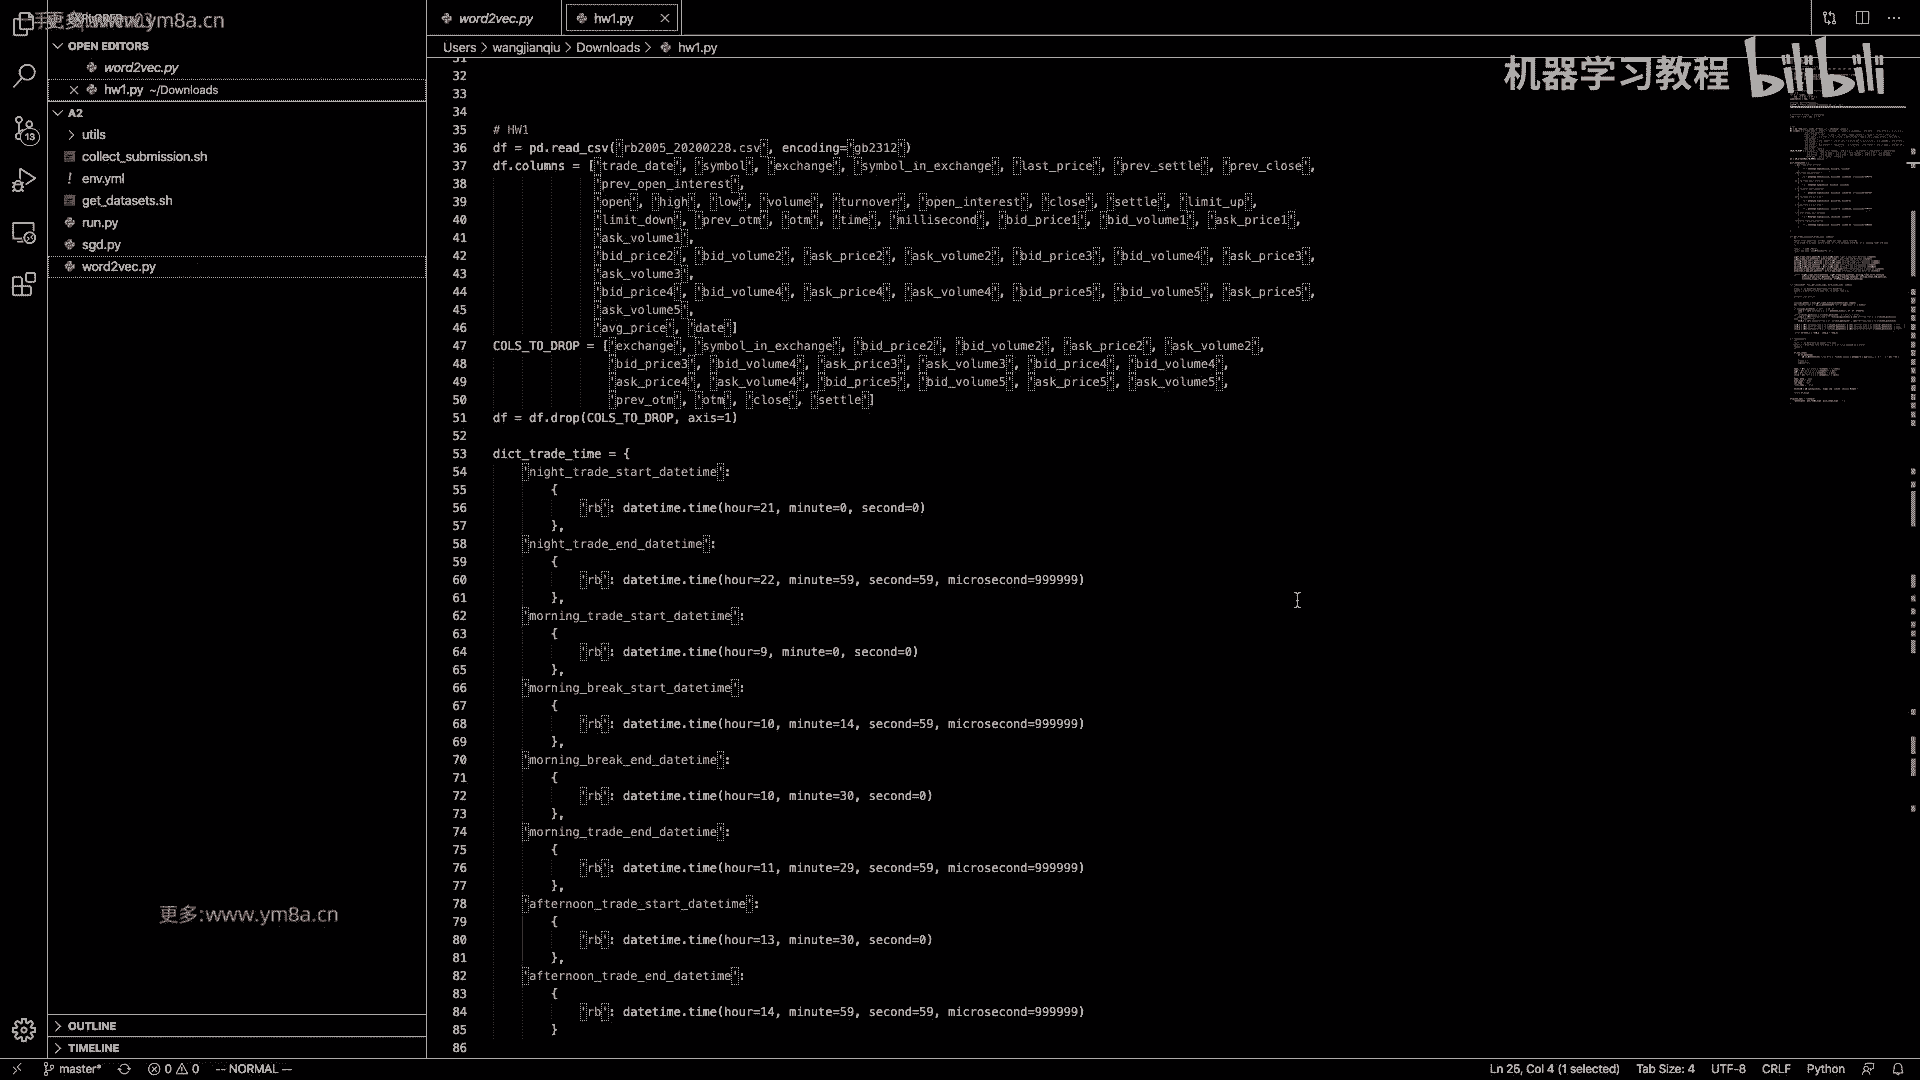 更多:www.ym8a.cn
word2vec.py
hw1.py
OPEN EDITORS
word2vec.py
hw1.py ~/Downloads
A2
utils
collect_submission.sh
! env.yml
get_datasets.sh
run.py
sgd.py
word2vec.py
13
Users > wangjianqiu > Downloads > hw1.py
机器学习教程 bilibili
31
32
33
34
35 # HW1
36 df = pd.read_csv('rb2005_20200228.csv', encoding='gb2312')
37 df.columns = ['trade_date', 'symbol', 'exchange', 'symbol_in_exchange', 'last_price', 'prev_settle', 'prev_close',
38 'prev_open_interest',
39 'open', 'high', 'low', 'volume', 'turnover', 'open_interest', 'close', 'settle', 'limit_up',
40 'limit_down', 'prev_otm', 'otm', 'time', 'millisecond', 'bid_price1', 'bid_volume1', 'ask_price1',
41 'ask_volume1',
42 'bid_price2', 'bid_volume2', 'ask_price2', 'ask_volume2', 'bid_price3', 'bid_volume4', 'ask_price3',
43 'ask_volume3',
44 'bid_price4', 'bid_volume4', 'ask_price4', 'ask_volume4', 'bid_price5', 'bid_volume5', 'ask_price5',
45 'ask_volume5',
46 'avg_price', 'date']
47 COLS_TO_DROP = ['exchange', 'symbol_in_exchange', 'bid_price2', 'bid_volume2', 'ask_price2', 'ask_volume2',
48 'bid_price3', 'bid_volume4', 'ask_price3', 'ask_volume3', 'bid_price4', 'bid_volume4',
49 'ask_price4', 'ask_volume4', 'bid_price5', 'bid_volume5', 'ask_price5', 'ask_volume5',
50 'prev_otm', 'otm', 'close', 'settle']
51 df = df.drop(COLS_TO_DROP, axis=1)
52
53 dict_trade_time = {
54 'night_trade_start_datetime':
55 {
56 'rb': datetime.time(hour=21, minute=0, second=0)
57 },
58 'night_trade_end_datetime':
59 {
60 'rb': datetime.time(hour=22, minute=59, second=59, microsecond=999999)
61 },
62 'morning_trade_start_datetime':
63 {
64 'rb': datetime.time(hour=9, minute=0, second=0)
65 },
66 'morning_break_start_datetime':
67 {
68 'rb': datetime.time(hour=10, minute=14, second=59, microsecond=999999)
69 },
70 'morning_break_end_datetime':
71 {
72 'rb': datetime.time(hour=10, minute=30, second=0)
73 },
74 'morning_trade_end_datetime':
75 {
76 'rb': datetime.time(hour=11, minute=29, second=59, microsecond=999999)
77 },
78 'afternoon_trade_start_datetime':
79 {
80 'rb': datetime.time(hour=13, minute=30, second=0)
81 },
82 'afternoon_trade_end_datetime':
83 {
84 'rb': datetime.time(hour=14, minute=59, second=59, microsecond=999999)
85 }
86
更多:www.ym8a.cn
OUTLINE
TIMELINE
master* 0 0 -- NORMAL -- Ln 25, Col 4 (1 selected) Tab Size: 4 UTF-8 CRLF Python